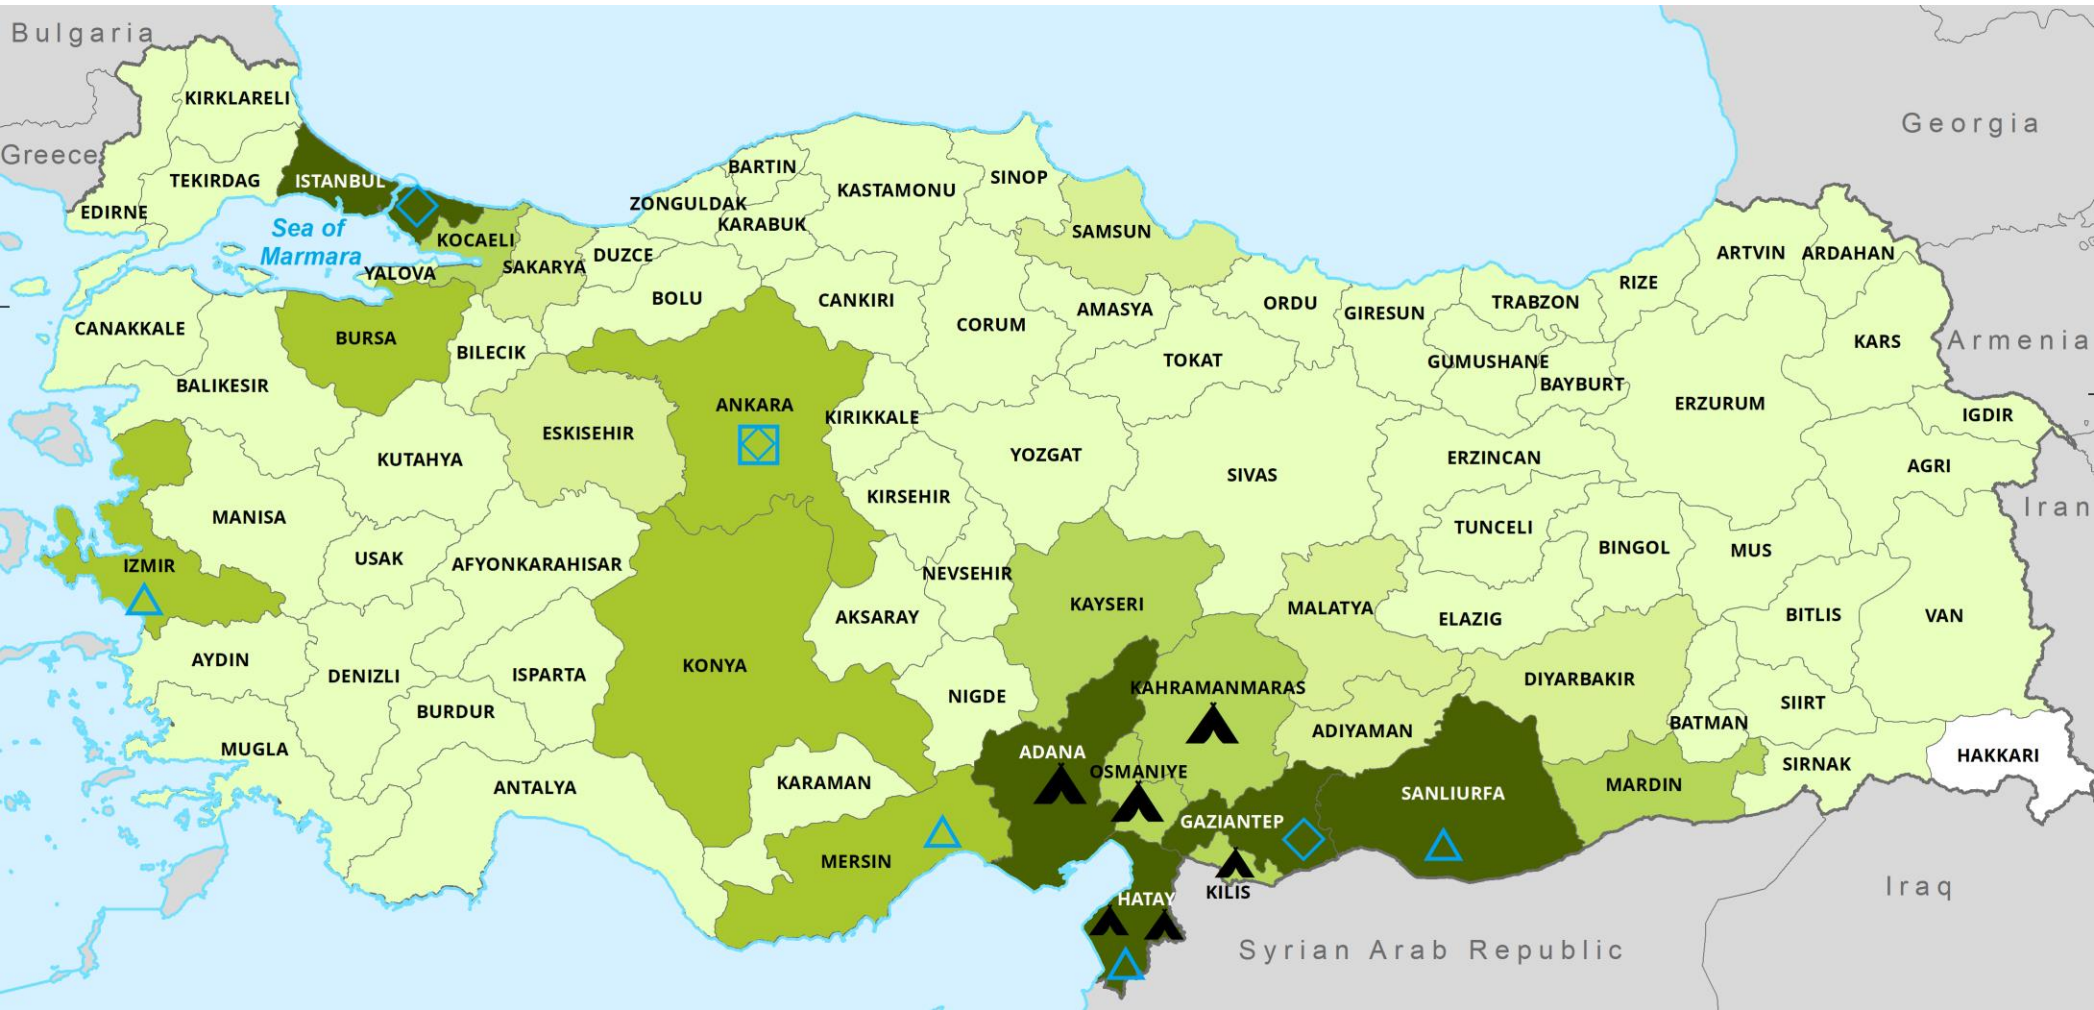 Bulgaria
KIRKLARELI
Georgia
Greece
TEKIRDAG
ISTANBUL
EDIRNE
Sea of
Marmara
KOCAELI
YALOVA
SAKARYA
DUZCE
ZONGULDAK
BARTIN
KARABUK
KASTAMONU
SINOP
SAMSUN
BOLU
CANKIRI
CORUM
AMASYA
ORDU
GIRESUN
TRABZON
RIZE
ARTVIN
ARDAHAN
KARS
Armenia
CANAKKALE
BURSA
BILECIK
BALIKESIR
ANKARA
KIRIKKALE
TOKAT
GUMUSHANE
BAYBURT
ERZURUM
IGDIR
ESKISEHIR
KUTAHYA
YOZGAT
SIVAS
ERZINCAN
AGRI
Iran
MANISA
KIRSEHIR
TUNCELI
BINGOL
MUS
USAK
AFYONKARAHISAR
IZMIR
NEVSEHIR
KAYSERI
AKSARAY
MALATYA
ELAZIG
BITLIS
VAN
AYDIN
DENIZLI
ISPARTA
KONYA
NIGDE
KAHRAMANMARAS
DIYARBAKIR
SIIRT
BURDUR
ADIYAMAN
BATMAN
MUGLA
ANTALYA
KARAMAN
ADANA
OSMANIYE
SANLIURFA
MARDIN
SIRNAK
HAKKARI
MERSIN
GAZIANTEP
KILIS
HATAY
Iraq
Syrian Arab Republic